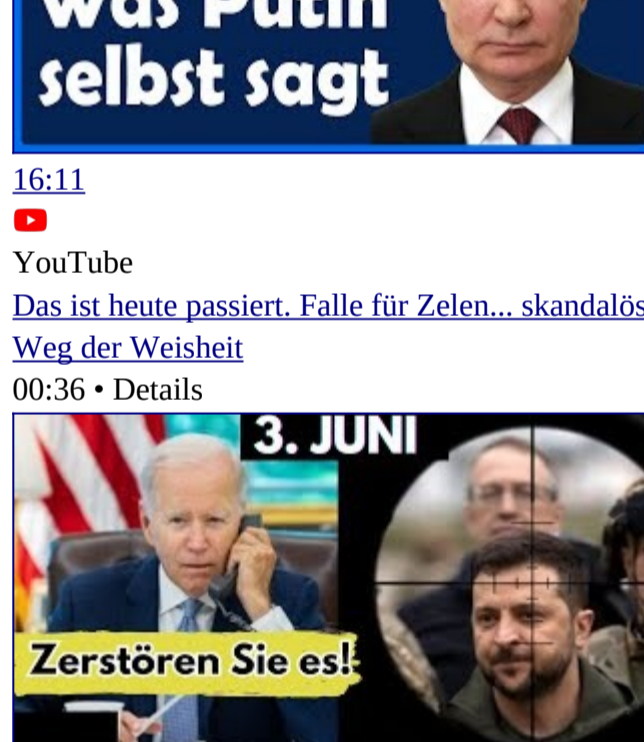 was Putin
selbst sagt
16:11
YouTube
Das ist heute passiert. Falle für Zelen... skandalös
Weg der Weisheit
00:36 • Details
3. JUNI
Zerstören Sie es!